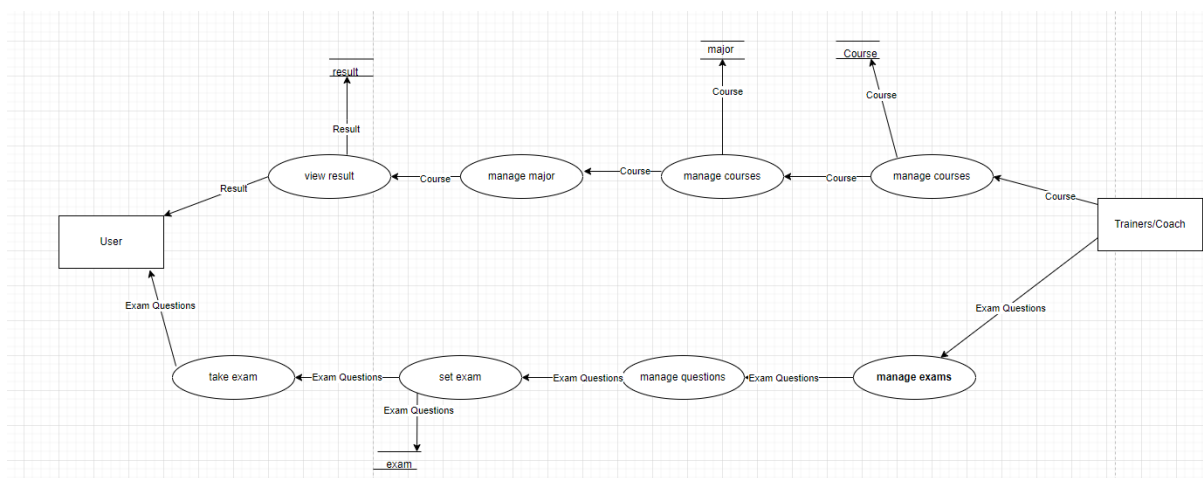 major
Course
result
Course
Course
Result
view result
Course
manage major
Course
manage courses
Course
manage courses
Result
Course
Trainers/Coach
User
Exam Questions
Exam Questions
take exam
Exam Questions
set exam
Exam Questions
manage questions
Exam Questions
manage exams
Exam Questions
exam